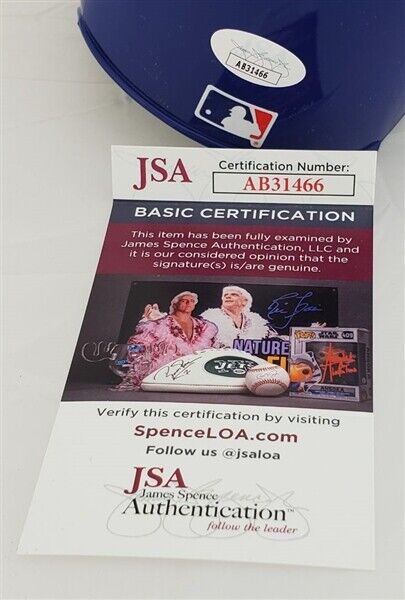 AB31466
JSA
Certification Number:
AB31466
BASIC CERTIFICATION
This item has been fully examined by
James Spence Authentication, LLC and
it is our considered opinion that the
signature(s) is/are genuine.
NATURE
JETS
Verify this certification by visiting
SpenceLOA.com
Follow us @jsaloa
JSA
James Spence
Authentication™
follow the leader